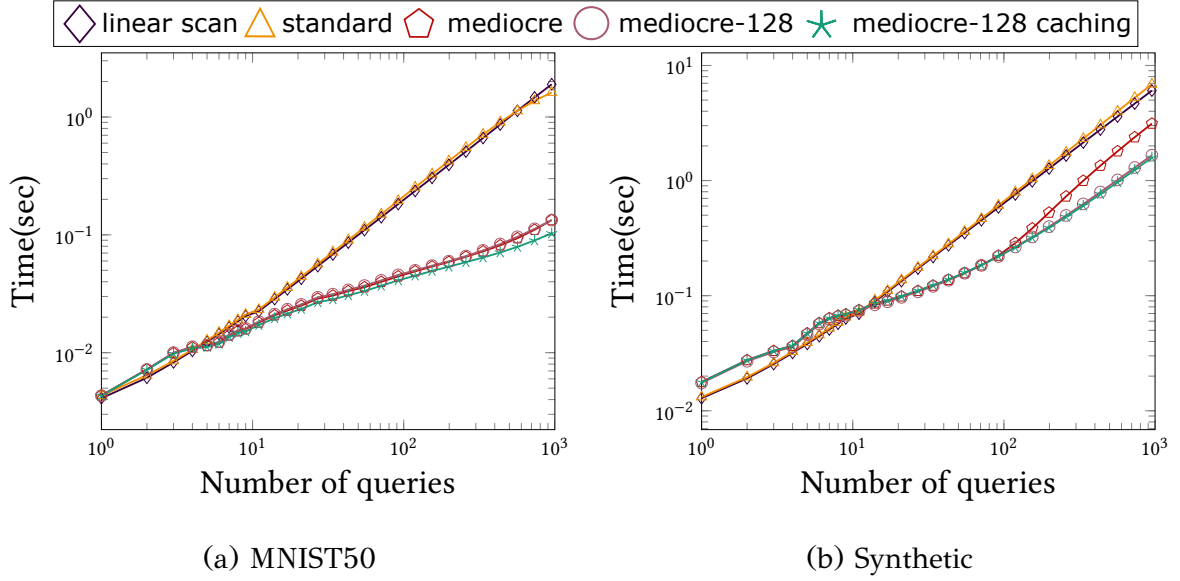 linear scan standard mediocre mediocre-128 mediocre-128 caching
Time(sec)
10^0
10^-1
10^-2
10^0 10^1 10^2 10^3
Number of queries
(a) MNIST50
Time(sec)
10^1
10^0
10^-1
10^-2
10^0 10^1 10^2 10^3
Number of queries
(b) Synthetic